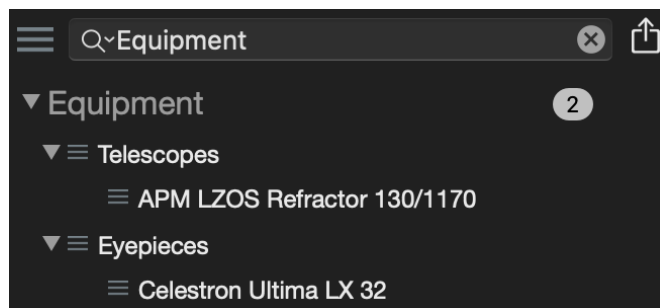 Equipment
Equipment 2
Telescopes
APM LZOS Refractor 130/1170
Eyepieces
Celestron Ultima LX 32